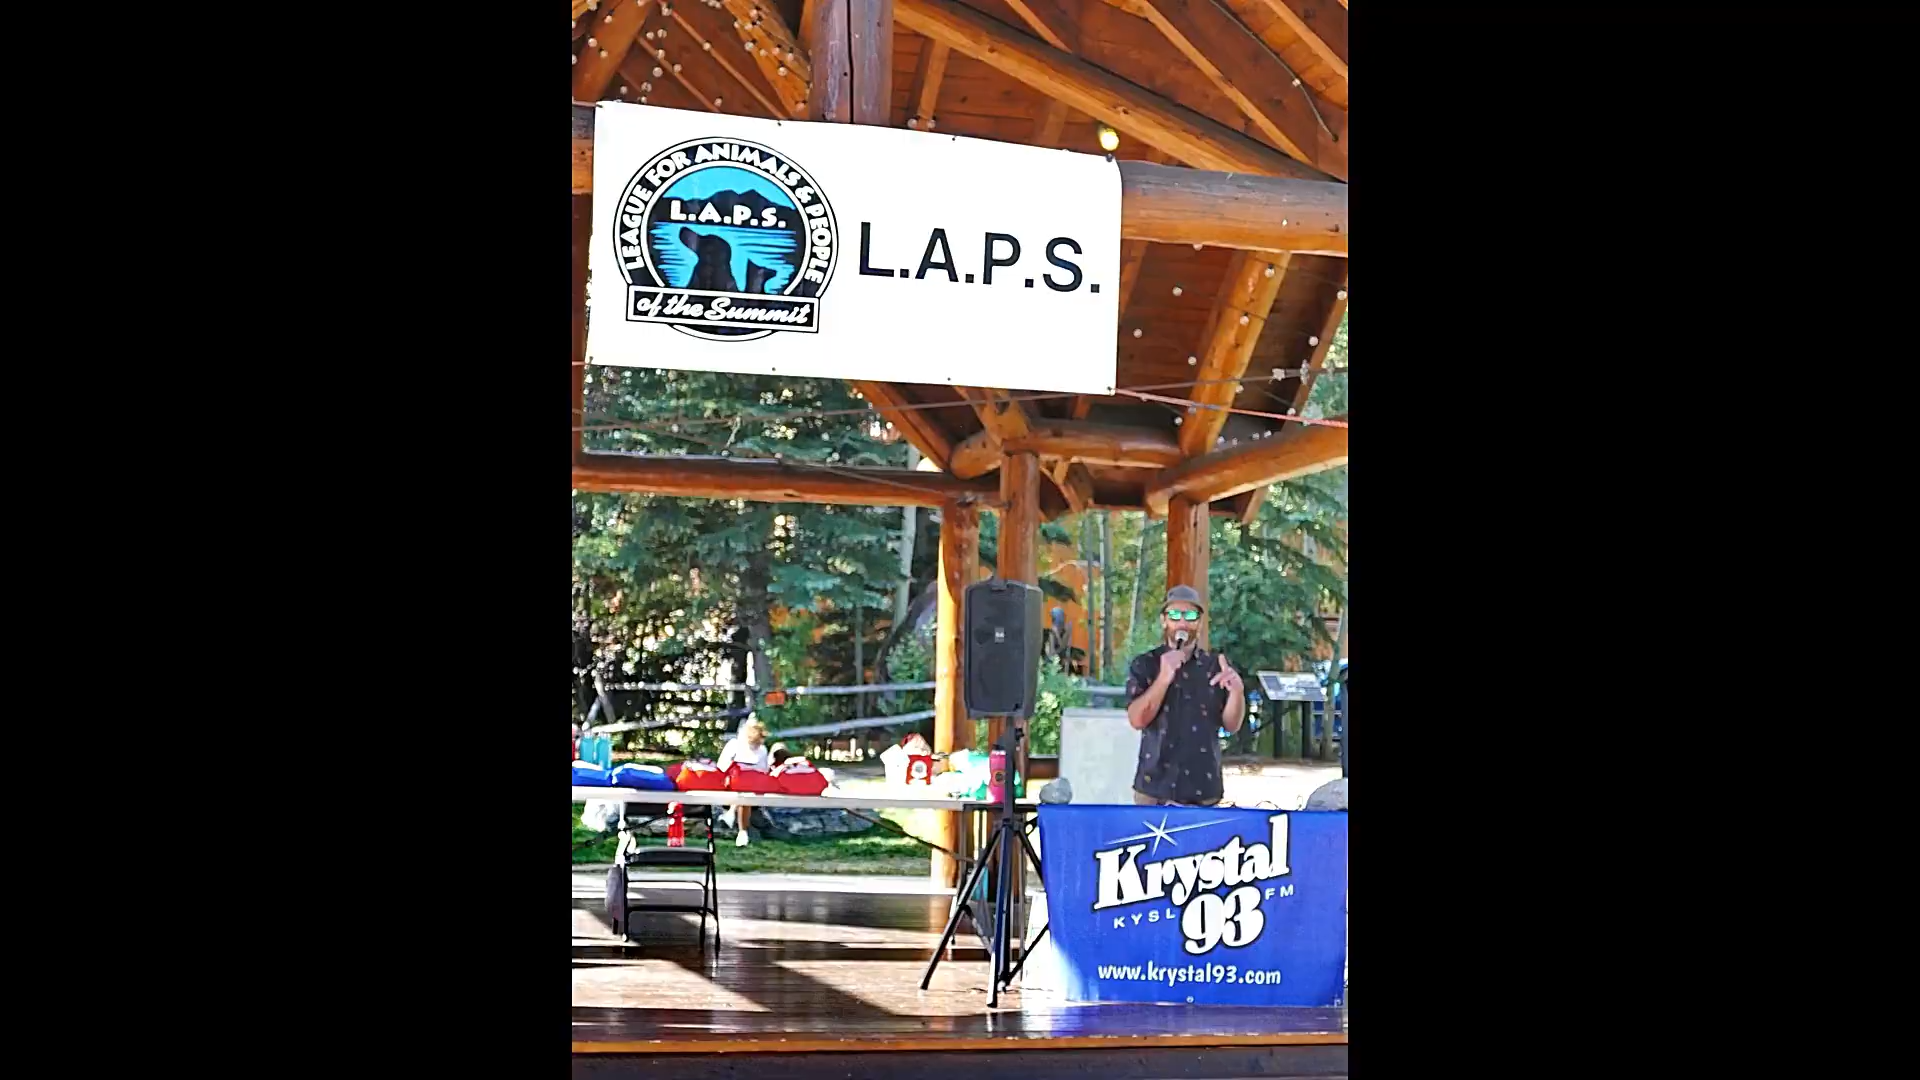 LEAGUE FOR ANIMALS & PEOPLE
L.A.P.S.
of the Summit
L.A.P.S.
Krystal
KYSL 93 FM
www.krystal93.com